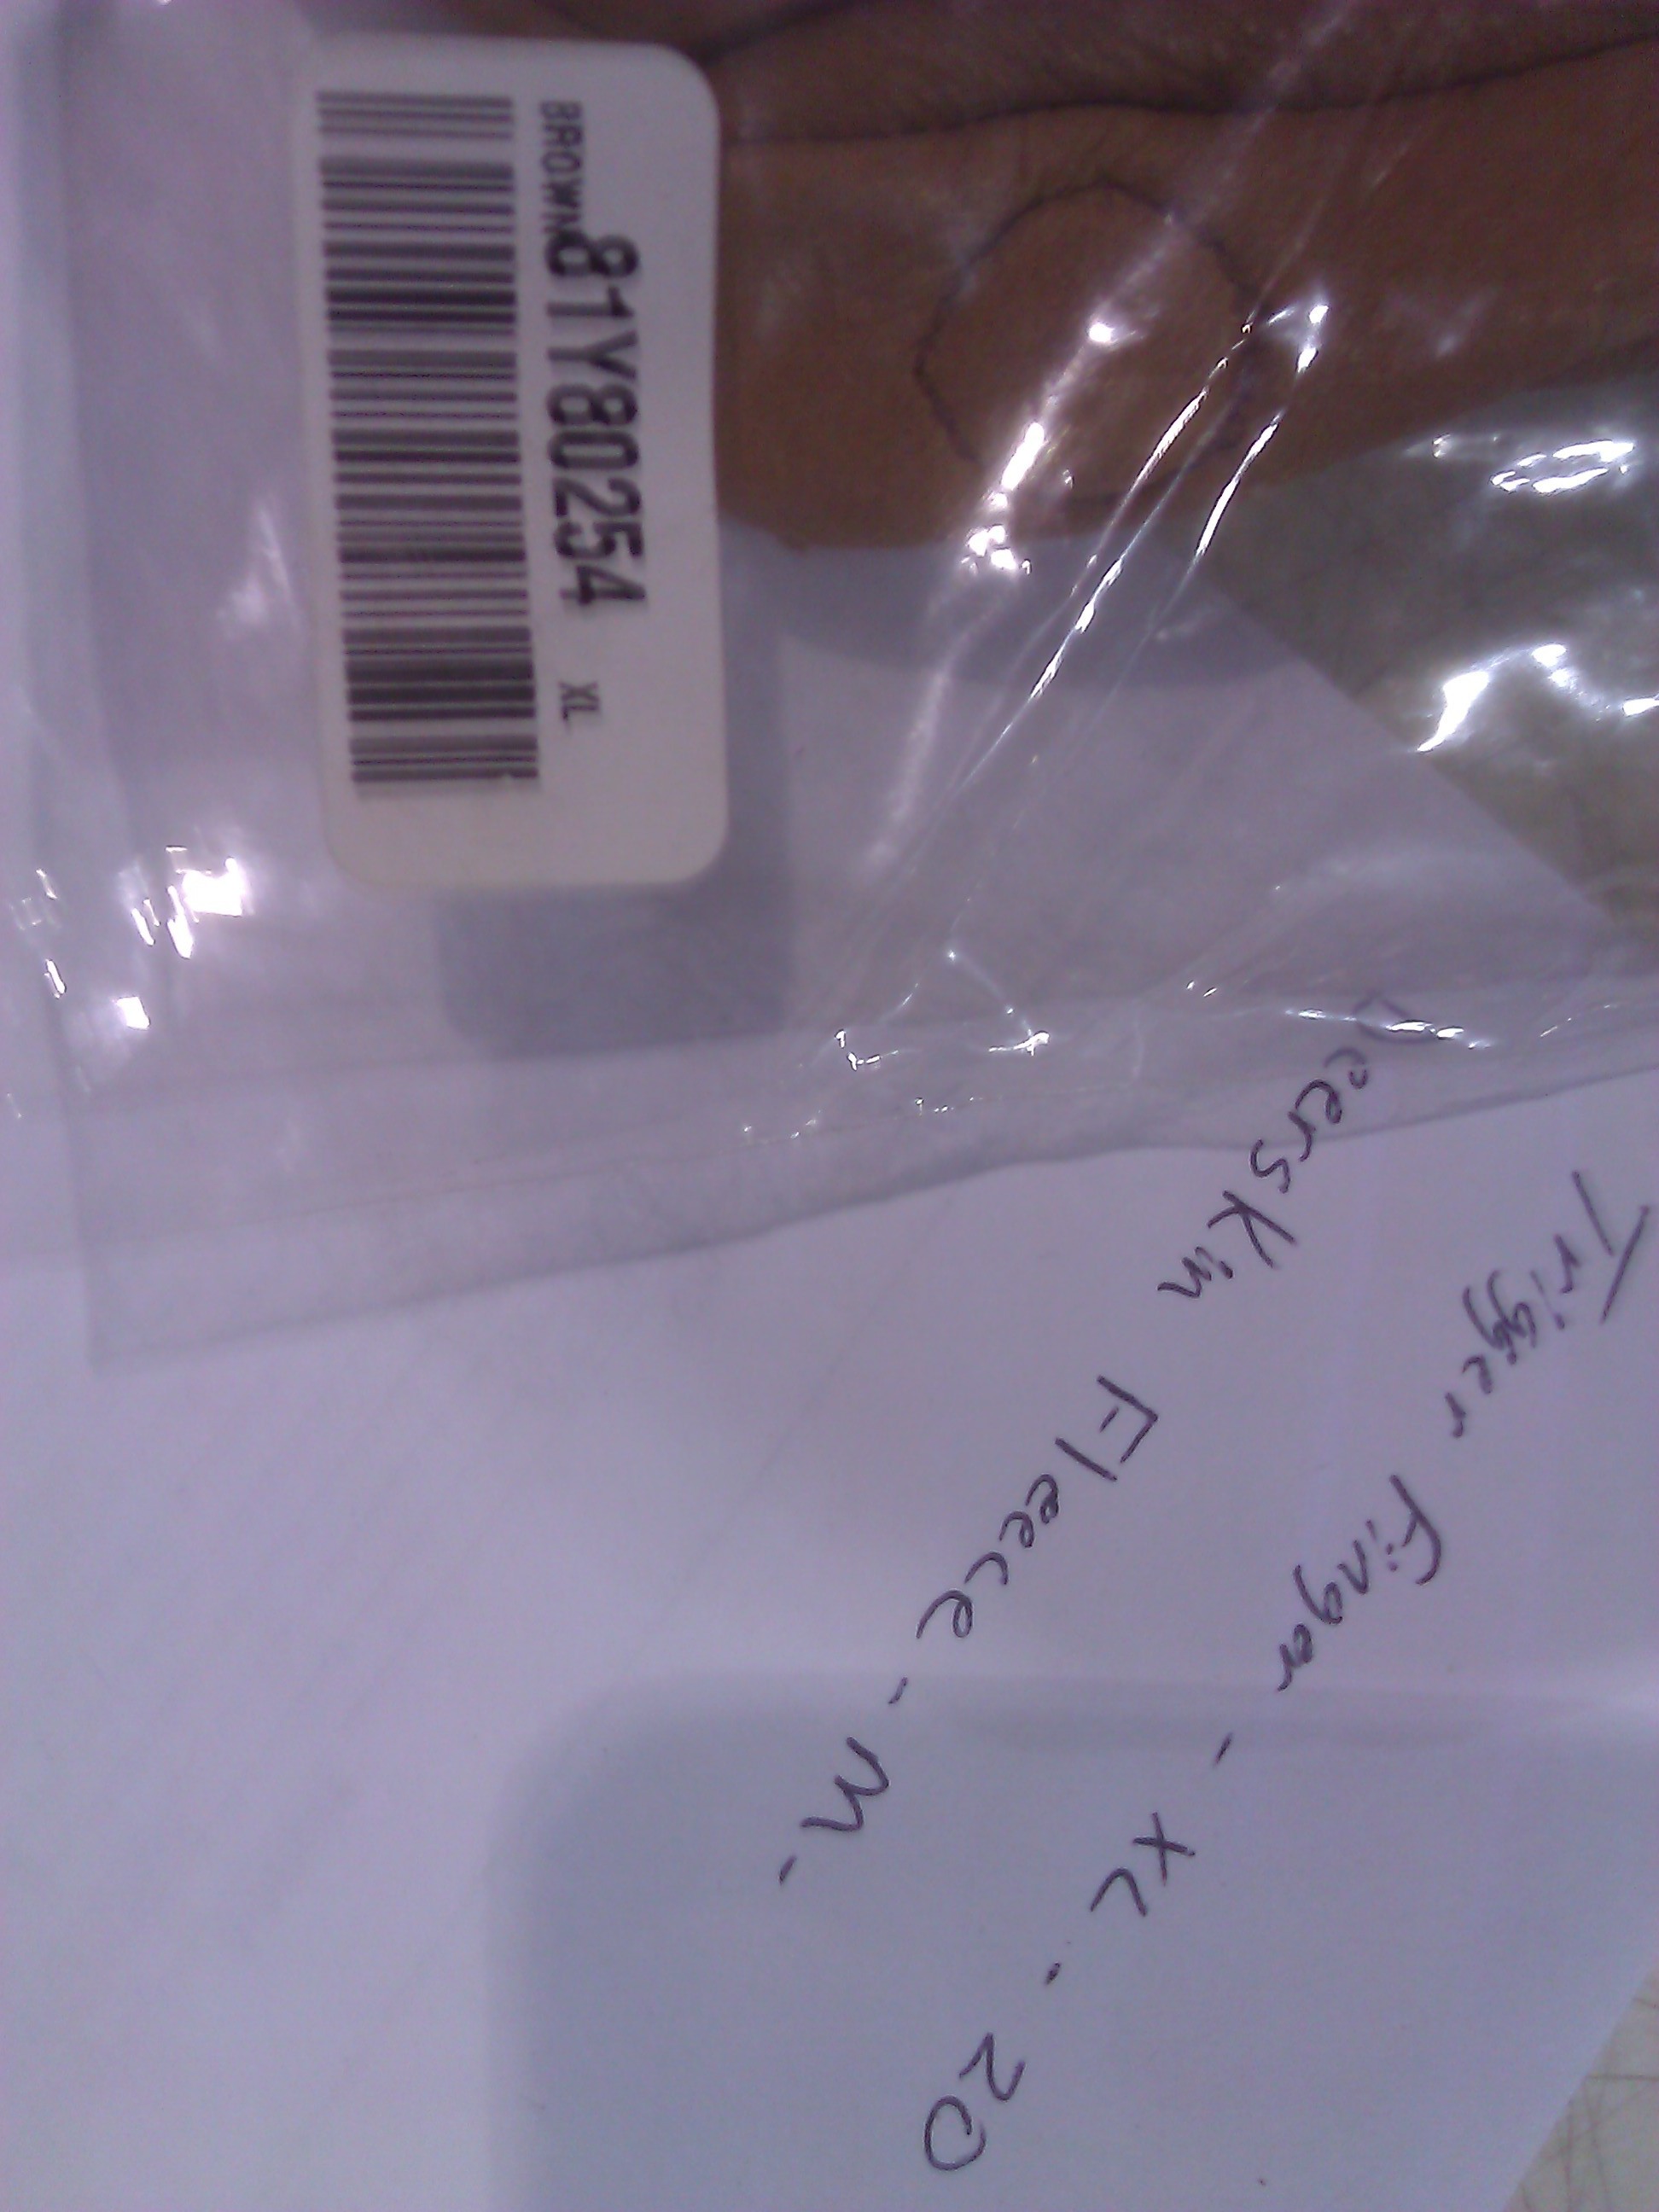 BROWN
81Y80254 XL
Trigger Finger - XL - 20
Deerskin Fleece - M -